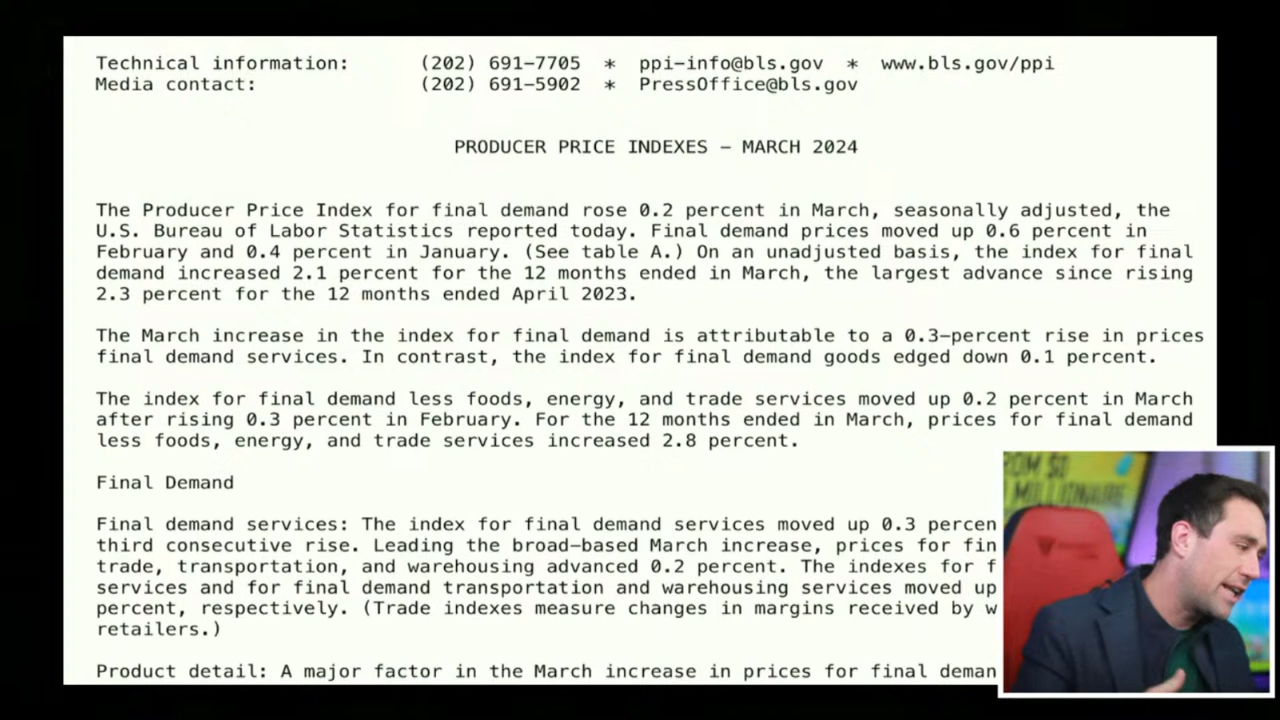 Technical information: (202) 691-7705 * ppi-info@bls.gov * www.bls.gov/ppi
Media contact: (202) 691-5902 * PressOffice@bls.gov
PRODUCER PRICE INDEXES – MARCH 2024
The Producer Price Index for final demand rose 0.2 percent in March, seasonally adjusted, the
U.S. Bureau of Labor Statistics reported today. Final demand prices moved up 0.6 percent in
February and 0.4 percent in January. (See table A.) On an unadjusted basis, the index for final
demand increased 2.1 percent for the 12 months ended in March, the largest advance since rising
2.3 percent for the 12 months ended April 2023.
The March increase in the index for final demand is attributable to a 0.3-percent rise in prices
final demand services. In contrast, the index for final demand goods edged down 0.1 percent.
The index for final demand less foods, energy, and trade services moved up 0.2 percent in March
after rising 0.3 percent in February. For the 12 months ended in March, prices for final demand
less foods, energy, and trade services increased 2.8 percent.
Final Demand
Final demand services: The index for final demand services moved up 0.3 percen
third consecutive rise. Leading the broad-based March increase, prices for fin
trade, transportation, and warehousing advanced 0.2 percent. The indexes for f
services and for final demand transportation and warehousing services moved up
percent, respectively. (Trade indexes measure changes in margins received by w
retailers.)
Product detail: A major factor in the March increase in prices for final deman
OM $0
MILLIONAIRE